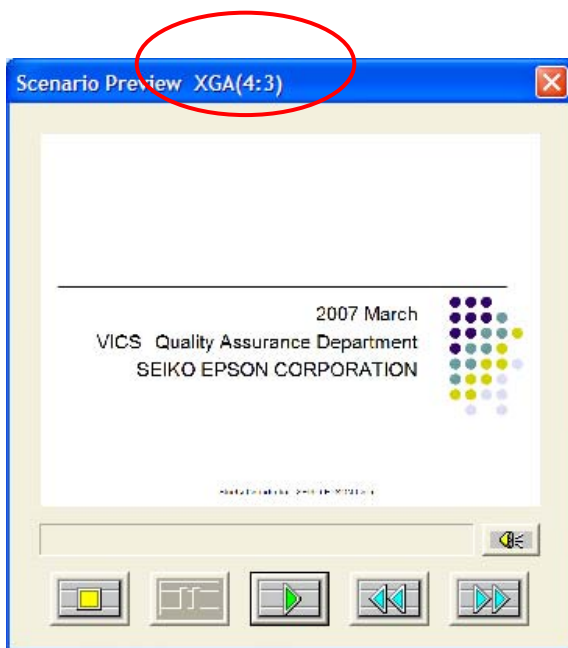 Scenario Preview XGA(4:3)
2007 March
VICS Quality Assurance Department
SEIKO EPSON CORPORATION